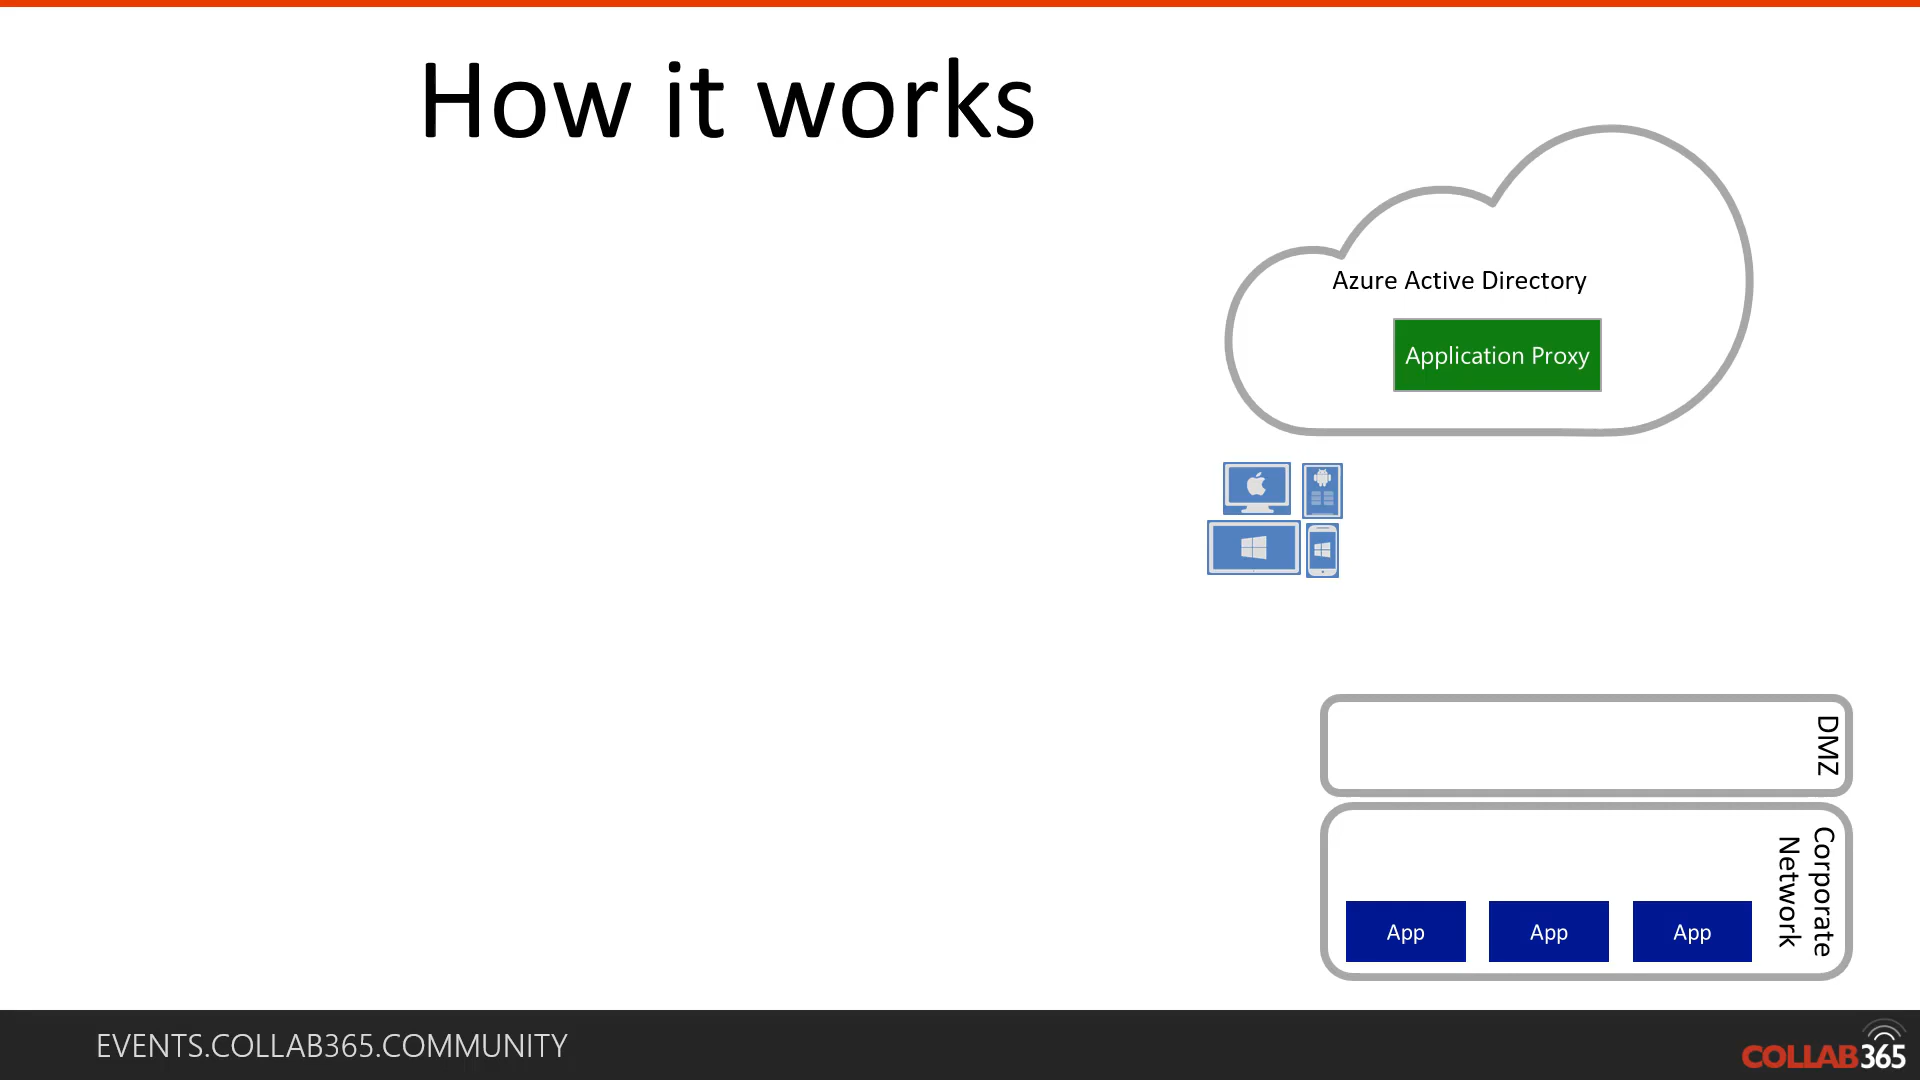 How it works
Azure Active Directory
Application Proxy
DMZ
Corporate
Network
App
App
App
EVENTS.COLLAB365.COMMUNITY
COLLAB365